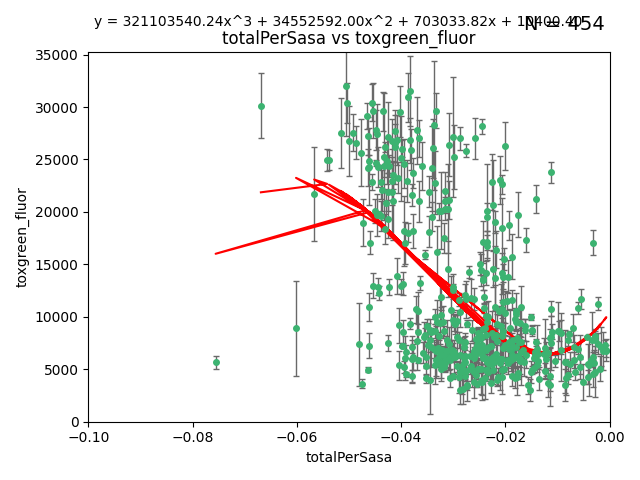 y = 321103540.24x^3 + 34552592.00x^2 + 703033.82x + 10400.40
N = 454
totalPerSasa vs toxgreen_fluor
35000
30000
25000
20000
15000
10000
5000
0
toxgreen_fluor
−0.10 −0.08 −0.06 −0.04 −0.02 0.00
totalPerSasa